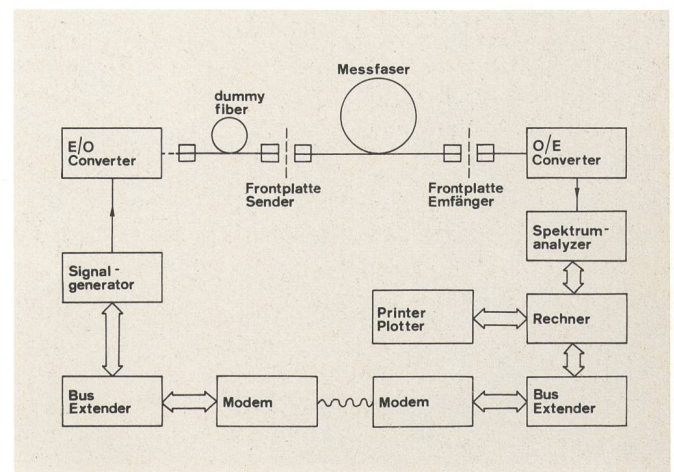 Messfaser
dummy
fiber
E/O
Converter
O/E
Converter
Frontplatte
Sender
Frontplatte
Emfänger
Spektrum-
analyzer
Signal-
generator
Printer
Plotter
Rechner
Bus
Extender
Modem
Modem
Bus
Extender